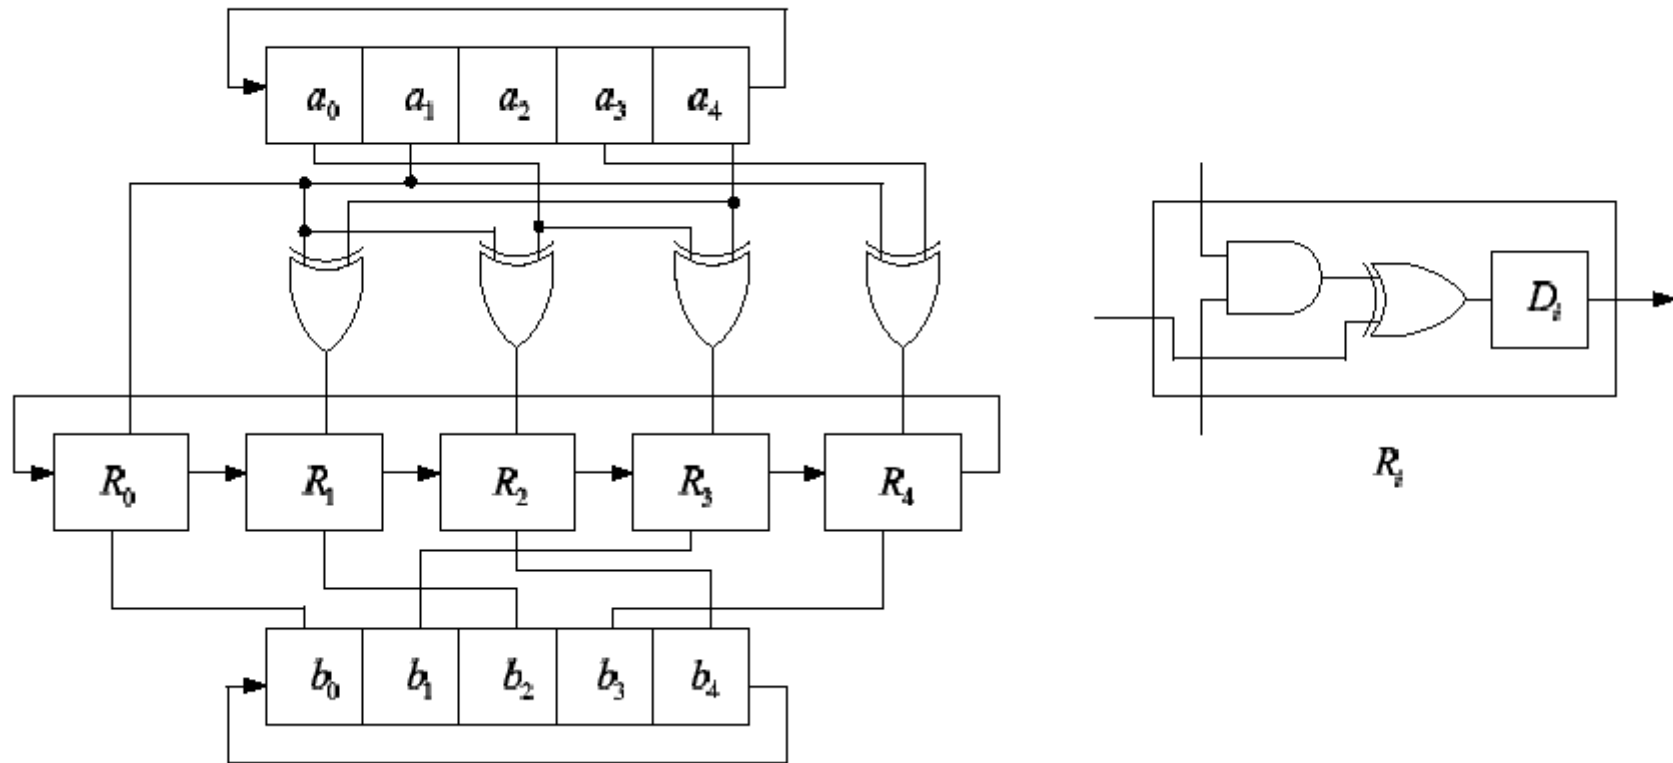 a₀ a₁ a₂ a₃ a₄
Dᵢ
R₀ R₁ R₂ R₃ R₄
Rᵢ
b₀ b₁ b₂ b₃ b₄